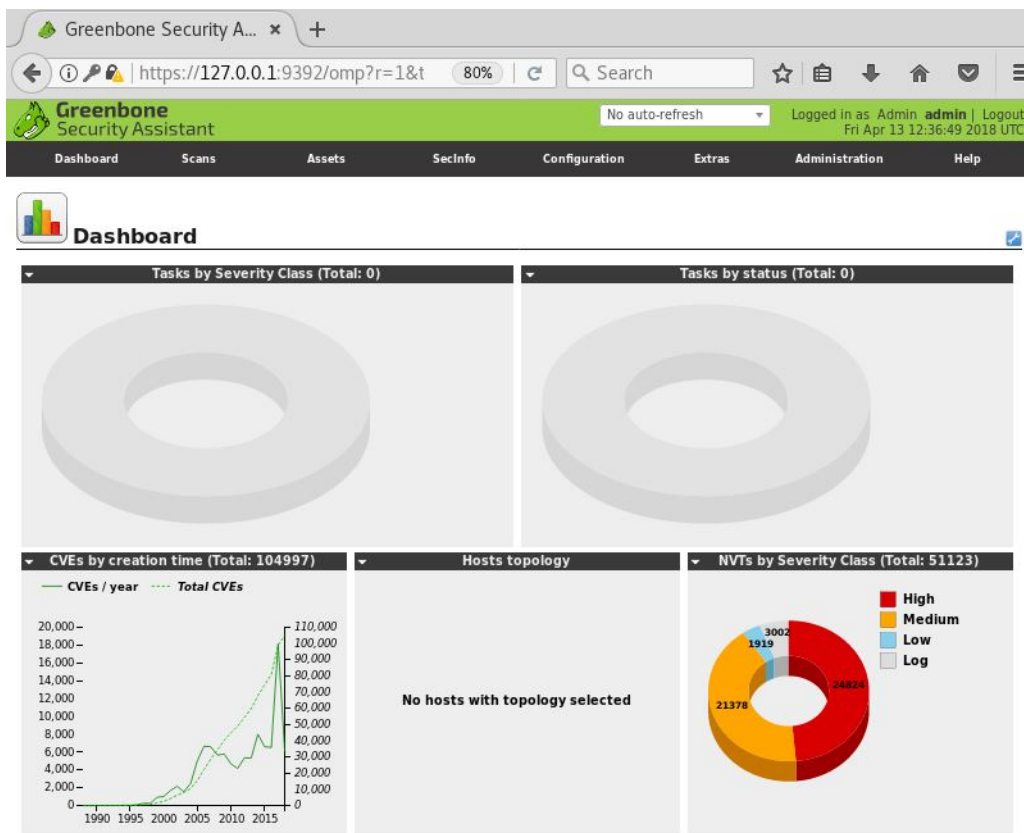 Greenbone Security A...
https://127.0.0.1:9392/omp?r=1&t
80%
Search
Greenbone
Security Assistant
No auto-refresh
Logged in as Admin admin | Logout
Fri Apr 13 12:36:49 2018 UTC
Dashboard Scans Assets SecInfo Configuration Extras Administration Help
Dashboard
Tasks by Severity Class (Total: 0)
Tasks by status (Total: 0)
CVEs by creation time (Total: 104997)
CVEs / year Total CVEs
20,000
18,000
16,000
14,000
12,000
10,000
8,000
6,000
4,000
2,000
0
110,000
100,000
90,000
80,000
70,000
60,000
50,000
40,000
30,000
20,000
10,000
0
1990 1995 2000 2005 2010 2015
Hosts topology
No hosts with topology selected
NVTs by Severity Class (Total: 51123)
High
Medium
Low
Log
3002
1919
24824
21378